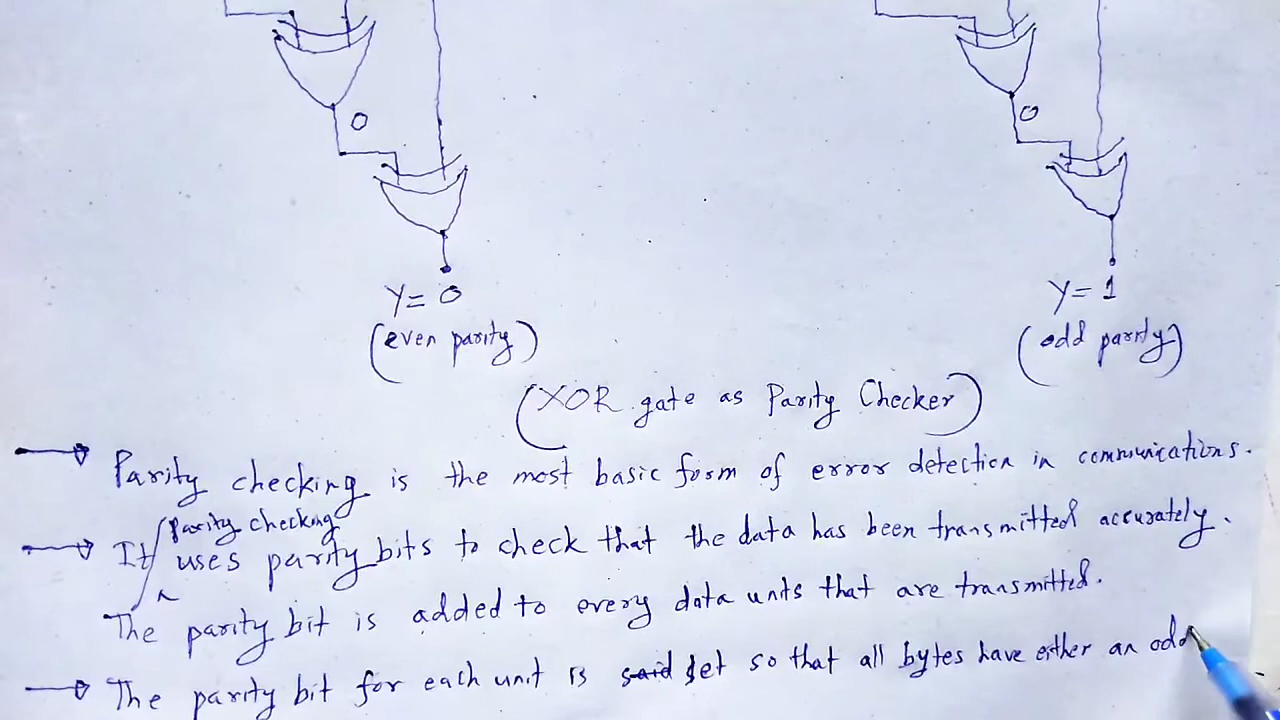 0 0
Y = 0 Y = 1
(even parity) (odd parity)
(XOR gate as Parity Checker)
Parity checking is the most basic form of error detection in communications.
parity checking
It uses parity bits to check that the data has been transmitted accurately.
The parity bit is added to every data units that are transmitted.
The parity bit for each unit is said set so that all bytes have either an odd